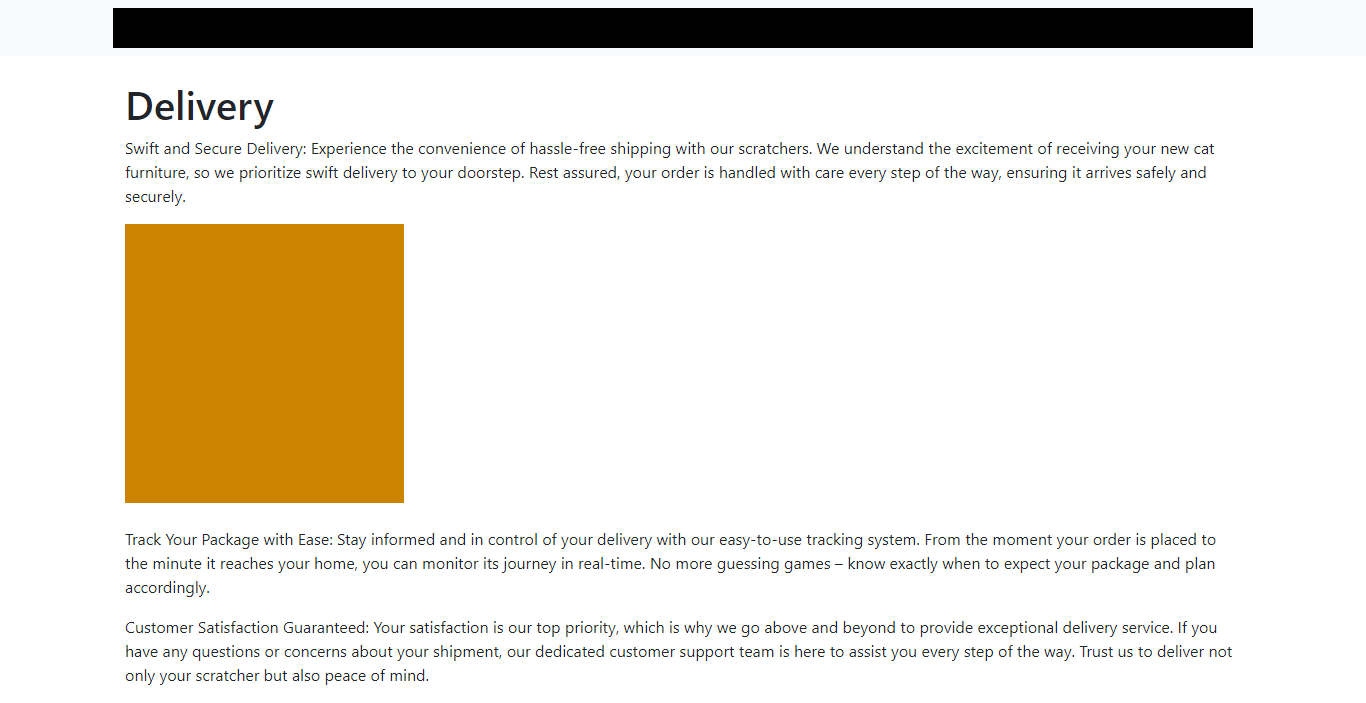 Delivery
Swift and Secure Delivery: Experience the convenience of hassle-free shipping with our scratchers. We understand the excitement of receiving your new cat
furniture, so we prioritize swift delivery to your doorstep. Rest assured, your order is handled with care every step of the way, ensuring it arrives safely and
securely.
Track Your Package with Ease: Stay informed and in control of your delivery with our easy-to-use tracking system. From the moment your order is placed to
the minute it reaches your home, you can monitor its journey in real-time. No more guessing games – know exactly when to expect your package and plan
accordingly.
Customer Satisfaction Guaranteed: Your satisfaction is our top priority, which is why we go above and beyond to provide exceptional delivery service. If you
have any questions or concerns about your shipment, our dedicated customer support team is here to assist you every step of the way. Trust us to deliver not
only your scratcher but also peace of mind.